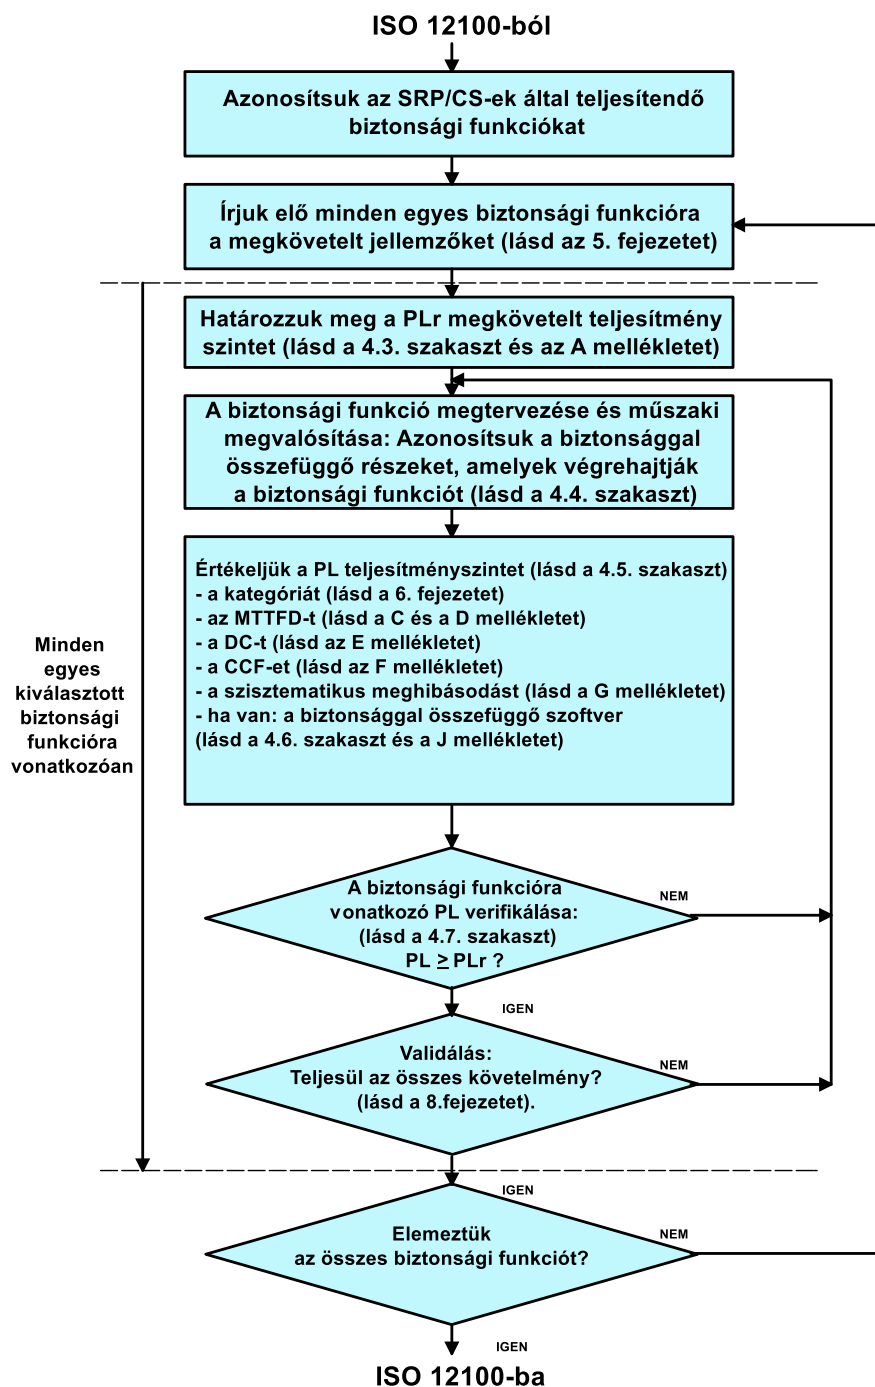 ISO 12100-ból
Azonosítsuk az SRP/CS-ek által teljesítendő
biztonsági funkciókat
Írjuk elő minden egyes biztonsági funkcióra
a megkövetelt jellemzőket (lásd az 5. fejezetet)
Határozzuk meg a PLr megkövetelt teljesítmény
szintet (lásd a 4.3. szakaszt és az A mellékletet)
A biztonsági funkció megtervezése és műszaki
megvalósítása: Azonosítsuk a biztonsággal
összefüggő részeket, amelyek végrehajtják
a biztonsági funkciót (lásd a 4.4. szakaszt)
Értékeljük a PL teljesítményszintet (lásd a 4.5. szakaszt)
- a kategóriát (lásd a 6. fejezetet)
- az MTTFD-t (lásd a C és a D mellékletet)
- a DC-t (lásd az E mellékletet)
- a CCF-et (lásd az F mellékletet)
- a szisztematikus meghibásodást (lásd a G mellékletet)
- ha van: a biztonsággal összefüggő szoftver
(lásd a 4.6. szakaszt és a J mellékletet)
Minden
egyes
kiválasztott
biztonsági
funkcióra
vonatkozóan
A biztonsági funkcióra
vonatkozó PL verifikálása:
(lásd a 4.7. szakaszt)
PL ≥ PLr ?
NEM
IGEN
Validálás:
Teljesül az összes követelmény?
(lásd a 8.fejezetet).
NEM
IGEN
Elemeztük
az összes biztonsági funkciót?
NEM
IGEN
ISO 12100-ba